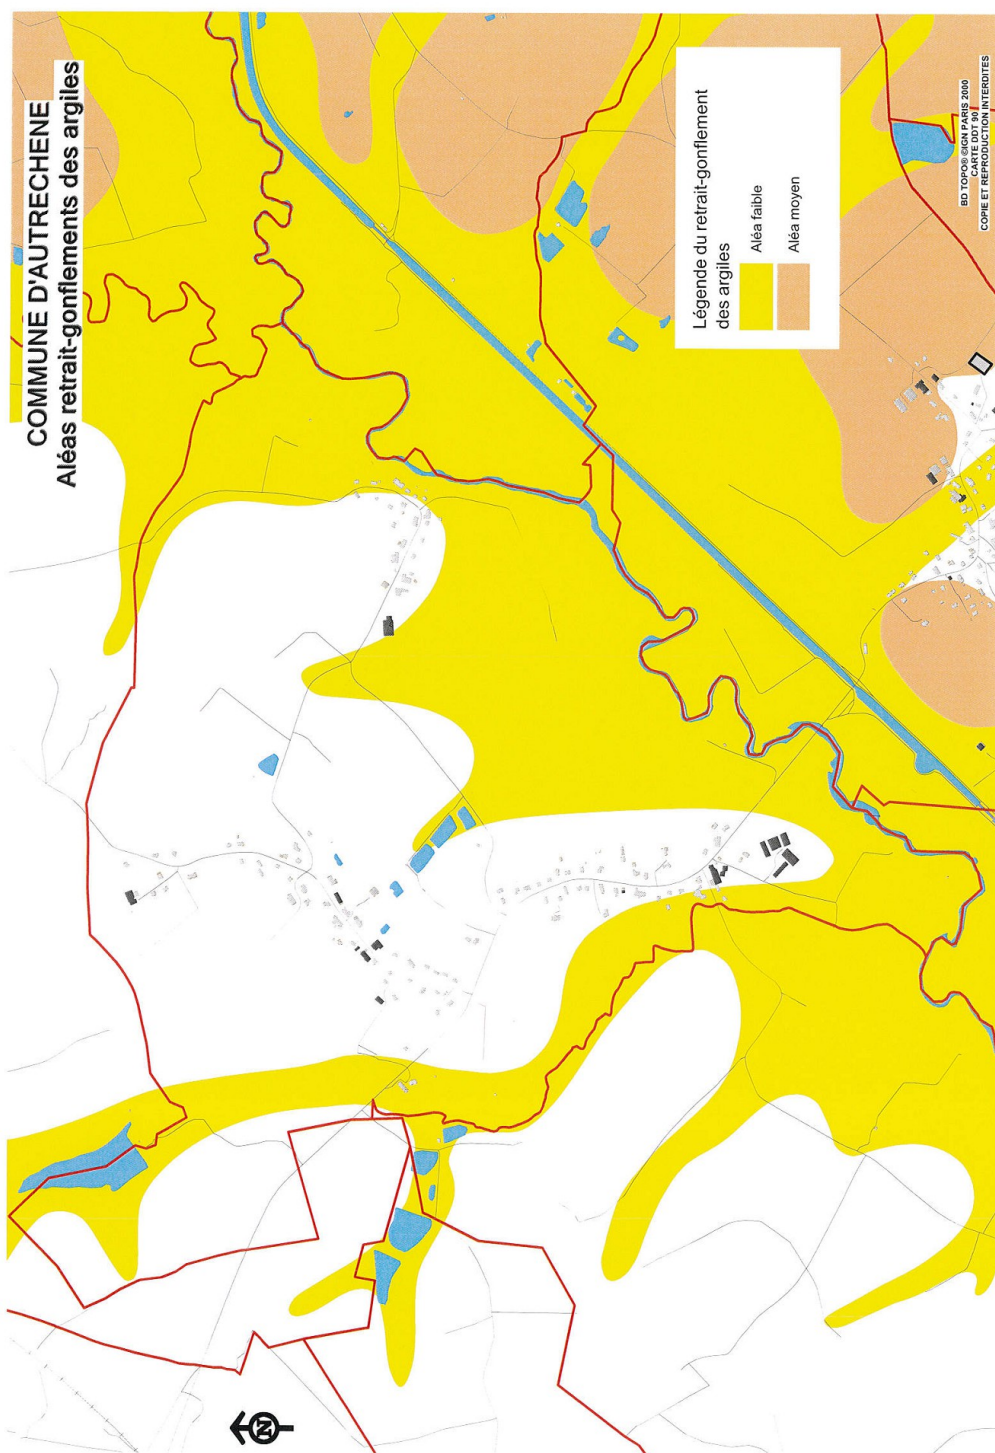 COMMUNE D'AUTRECHENE
Aléas retrait-gonflements des argiles
Légende du retrait-gonflement
des argiles
Aléa faible
Aléa moyen
BD TOPO® ©IGN PARIS 2000
CARTE DDT 90
COPIE ET REPRODUCTION INTERDITES
N